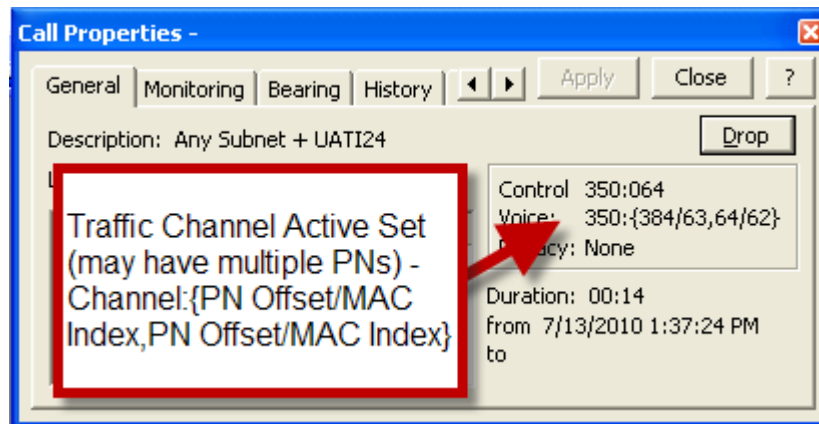 Call Properties -
General Monitoring Bearing History Apply Close ?
Description: Any Subnet + UATI24 Drop
Traffic Channel Active Set
(may have multiple PNs) -
Channel:{PN Offset/MAC
Index,PN Offset/MAC Index}
Control 350:064
Voice: 350:{384/63,64/62}
None
Duration: 00:14
from 7/13/2010 1:37:24 PM
to